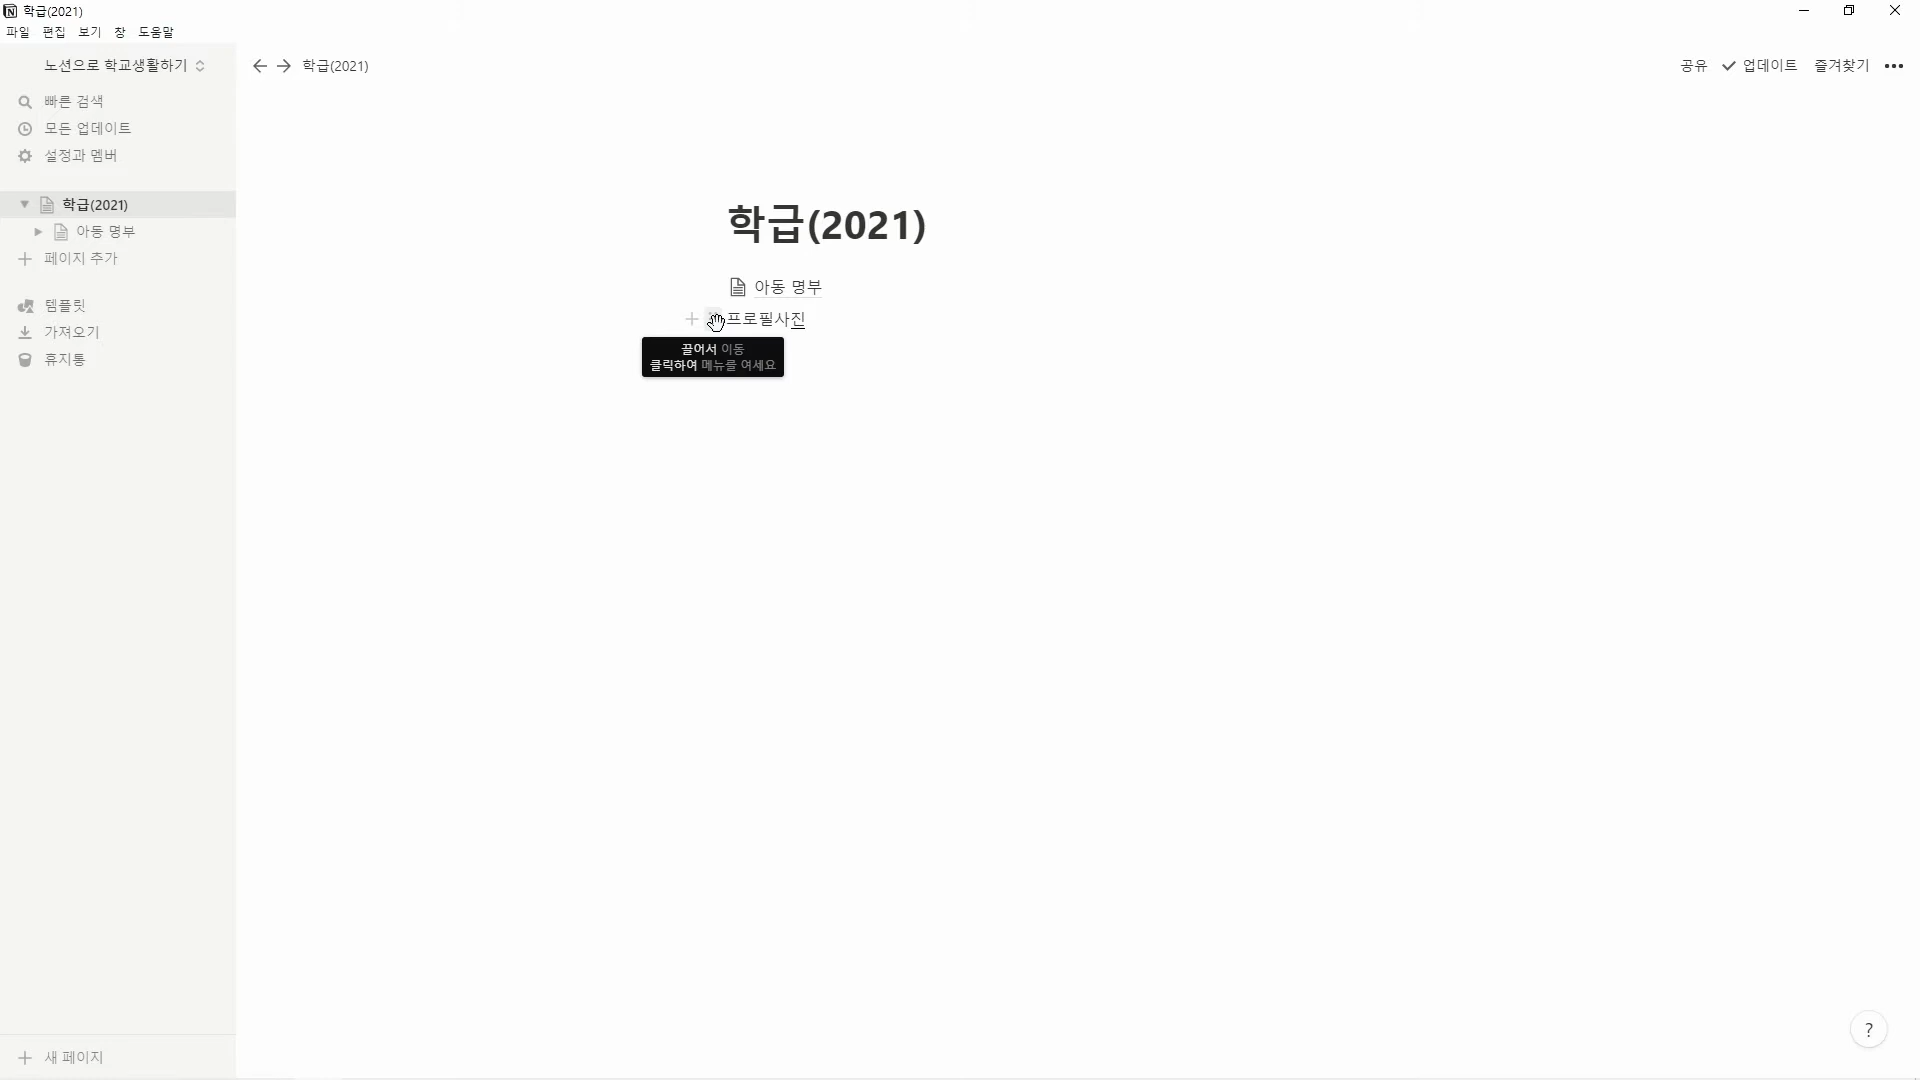 학급(2021)
파일 편집 보기 창 도움말
노션으로 학교생활하기
학급(2021)
공유 업데이트 즐겨찾기
빠른 검색
모든 업데이트
설정과 멤버
학급(2021)
아동 명부
페이지 추가
템플릿
가져오기
휴지통
학급(2021)
아동 명부
프로필사진
끌어서 이동
클릭하여 메뉴를 여세요
새 페이지
?